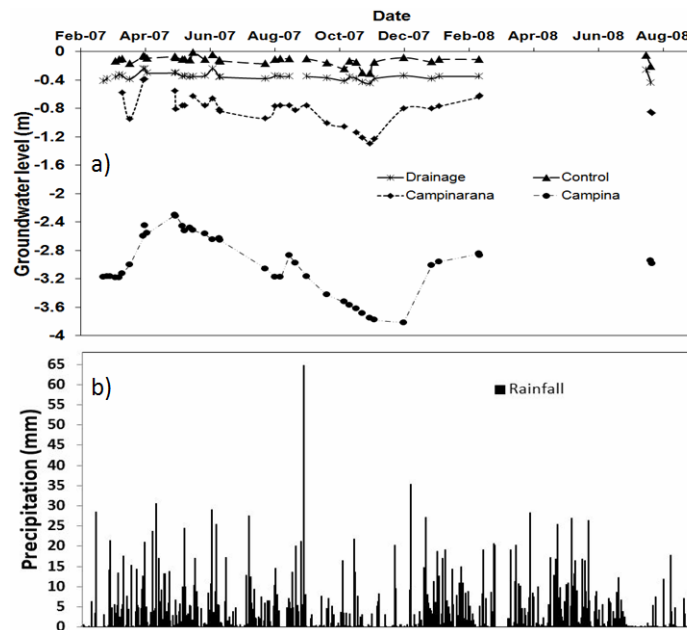 Date
Feb-07 Apr-07 Jun-07 Aug-07 Oct-07 Dec-07 Feb-08 Apr-08 Jun-08 Aug-08
0
-0.4
-0.8
-1.2
-1.6
-2
-2.4
-2.8
-3.2
-3.6
-4
Groundwater level (m)
a)
Drainage Control
Campinarana Campina
65
60
55
50
45
40
35
30
25
20
15
10
5
0
Precipitation (mm)
b)
Rainfall